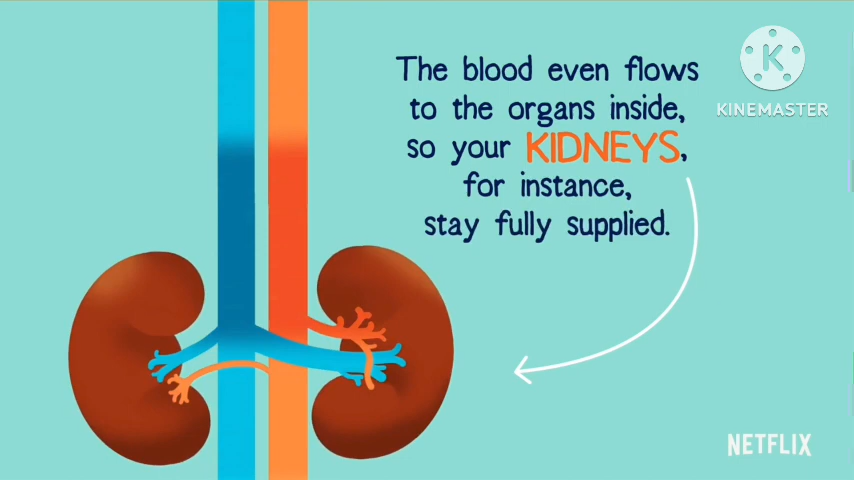 The blood even flows
to the organs inside,
so your KIDNEYS,
for instance,
stay fully supplied.
K
KINEMASTER
NETFLIX